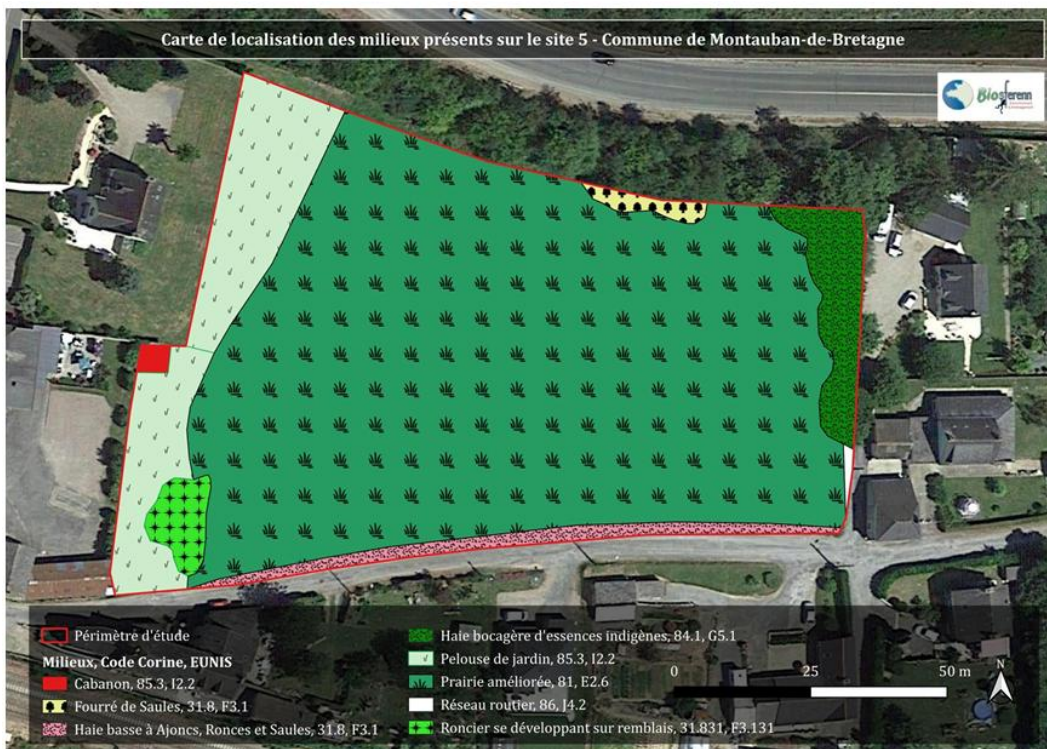 Carte de localisation des milieux présents sur le site 5 - Commune de Montauban-de-Bretagne
Biosferenn
Périmètre d'étude
Milieux, Code Corine, EUNIS
Cabanon, 85.3, I2.2
Fourré de Saules, 31.8, F3.1
Haie basse à Ajoncs, Ronces et Saules, 31.8, F3.1
Haie bocagère d'essences indigènes, 84.1, G5.1
Pelouse de jardin, 85.3, I2.2
Prairie améliorée, 81, E2.6
Réseau routier, 86, J4.2
Roncier se développant sur remblais, 31.831, F3.131
0 25 50 m
N